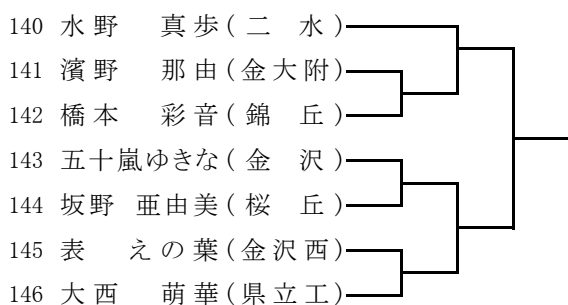 140 水野 真歩(二 水)
141 濱野 那由(金大附)
142 橋本 彩音(錦 丘)
143 五十嵐ゆきな(金 沢)
144 坂野 亜由美(桜 丘)
145 表 えの葉(金沢西)
146 大西 萌華(県立工)